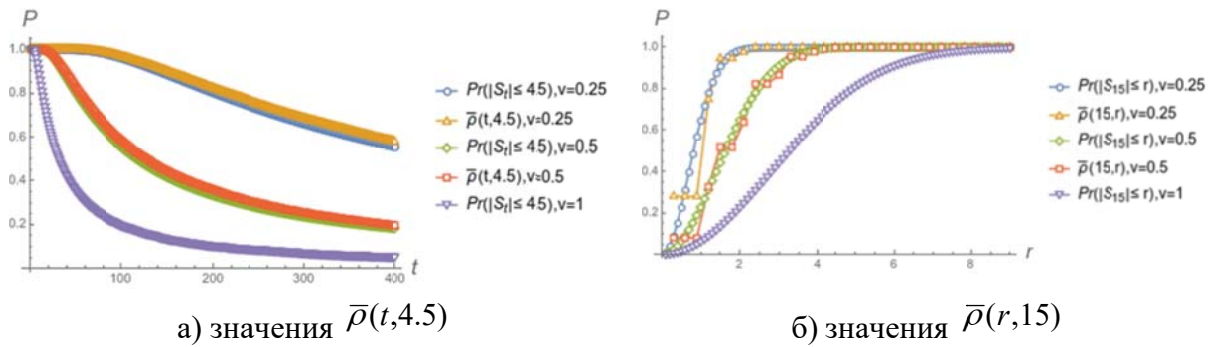 P
1.0
0.8
0.6
0.4
0.2
100
200
300
400
t
Pr(|S_t|≤ 45),v=0.25
ρ̅(t,4.5),v=0.25
Pr(|S_t|≤ 45),v=0.5
ρ̅(t,4.5),v=0.5
Pr(|S_t|≤ 45),v=1
а) значения ρ̅(t,4.5)
P
1.0
0.8
0.6
0.4
0.2
2
4
6
8
r
Pr(|S₁₅|≤ r),v=0.25
ρ̅(15,r),v=0.25
Pr(|S₁₅|≤ r),v=0.5
ρ̅(15,r),v=0.5
Pr(|S₁₅|≤ r),v=1
б) значения ρ̅(r,15)